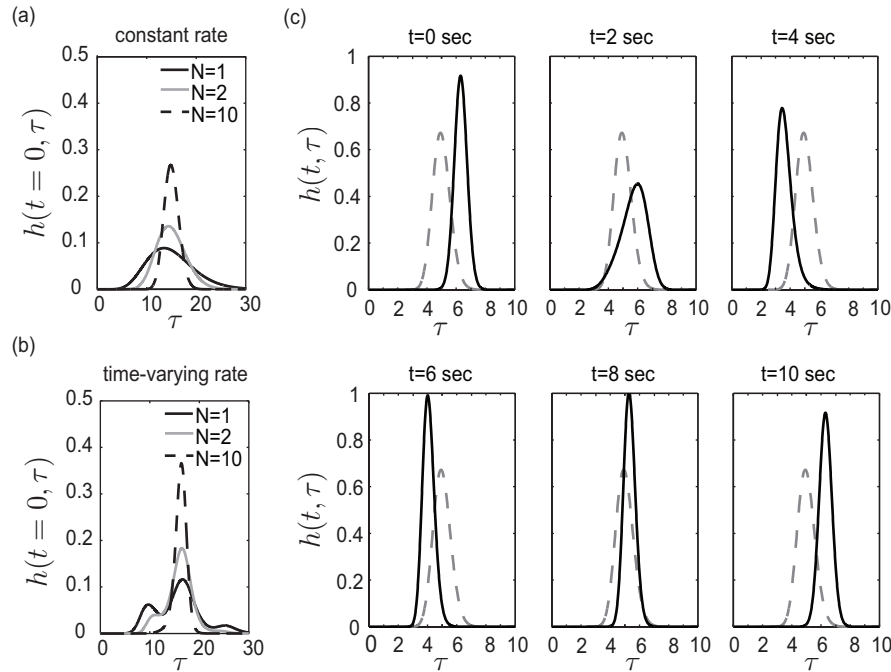 (a)
constant rate
0.5
0.4
0.3
0.2
0.1
0
h(t = 0, τ)
N=1
N=2
N=10
0 10 20 30
τ
(b)
time-varying rate
0.5
0.4
0.3
0.2
0.1
0
h(t = 0, τ)
N=1
N=2
N=10
0 10 20 30
τ
(c)
t=0 sec
t=2 sec
t=4 sec
1
0.8
0.6
0.4
0.2
0
h(t, τ)
0 2 4 6 8 10
τ
0 2 4 6 8 10
τ
0 2 4 6 8 10
τ
t=6 sec
t=8 sec
t=10 sec
1
0.8
0.6
0.4
0.2
0
h(t, τ)
0 2 4 6 8 10
τ
0 2 4 6 8 10
τ
0 2 4 6 8 10
τ